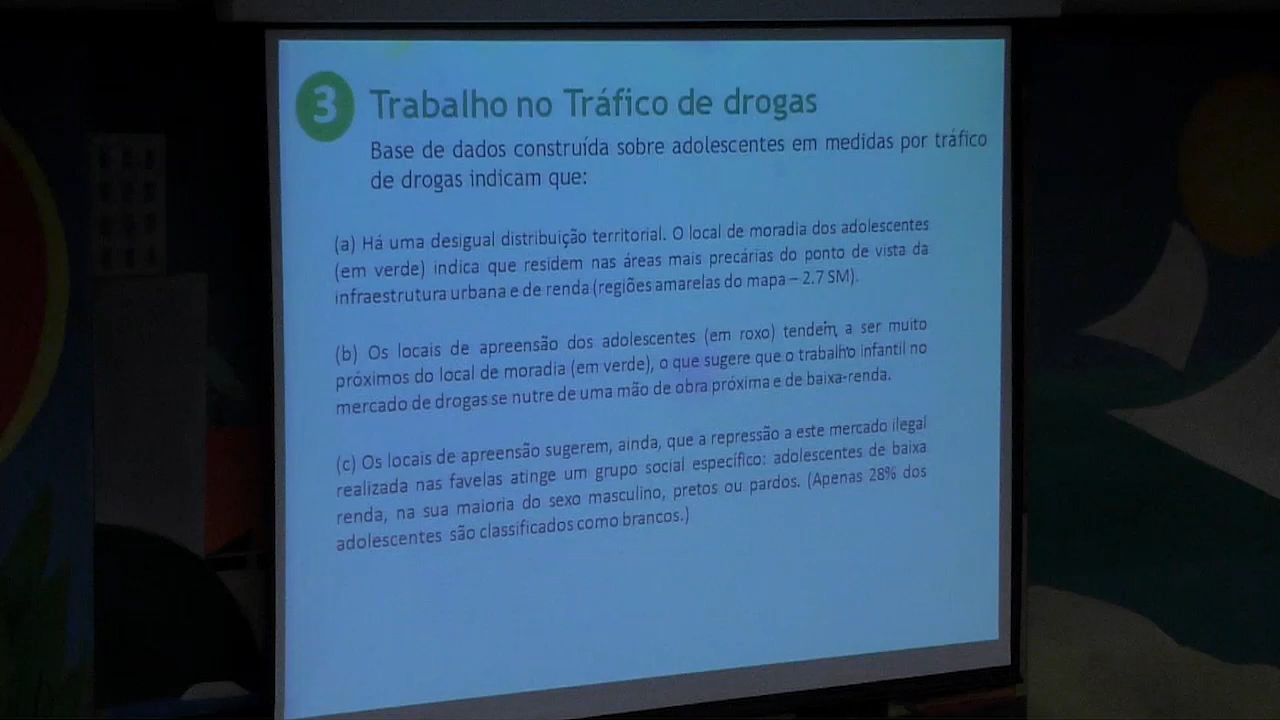 3 Trabalho no Tráfico de drogas
Base de dados construída sobre adolescentes em medidas por tráfico
de drogas indicam que:
(a) Há uma desigual distribuição territorial. O local de moradia dos adolescentes
(em verde) indica que residem nas áreas mais precárias do ponto de vista da
infraestrutura urbana e de renda (regiões amarelas do mapa – 2.7 SM).
(b) Os locais de apreensão dos adolescentes (em roxo) tendem, a ser muito
próximos do local de moradia (em verde), o que sugere que o trabalho infantil no
mercado de drogas se nutre de uma mão de obra próxima e de baixa-renda.
(c) Os locais de apreensão sugerem, ainda, que a repressão a este mercado ilegal
realizada nas favelas atinge um grupo social específico: adolescentes de baixa
renda, na sua maioria do sexo masculino, pretos ou pardos. (Apenas 28% dos
adolescentes são classificados como brancos.)